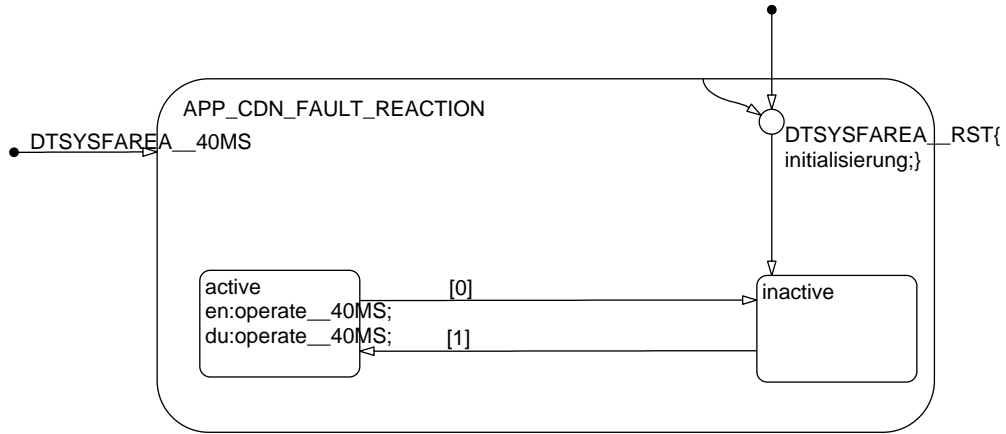 APP_CDN_FAULT_REACTION
DTSYSFAREA__40MS
DTSYSFAREA__RST{
initialisierung;}
active
en:operate__40MS;
du:operate__40MS;
[0]
[1]
inactive